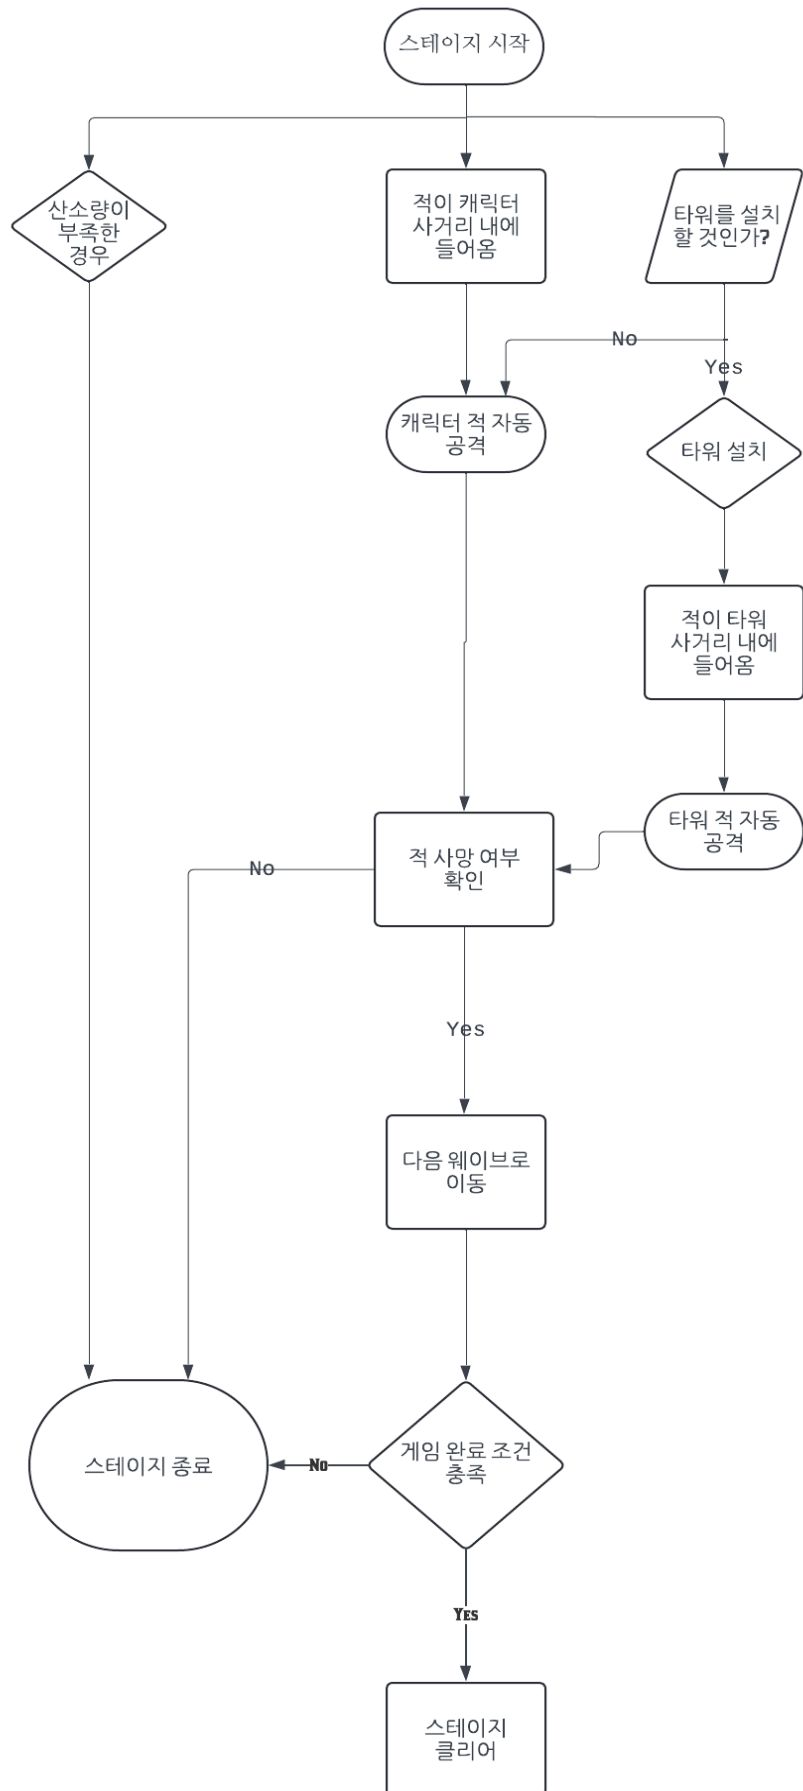 스테이지 시작
산소량이
부족한
경우
적이 캐릭터
사거리 내에
들어옴
타워를 설치
할 것인가?
No
Yes
캐릭터 적 자동
공격
타워 설치
적이 타워
사거리 내에
들어옴
타워 적 자동
공격
적 사망 여부
확인
No
Yes
다음 웨이브로
이동
게임 완료 조건
충족
No
스테이지 종료
Yes
스테이지
클리어